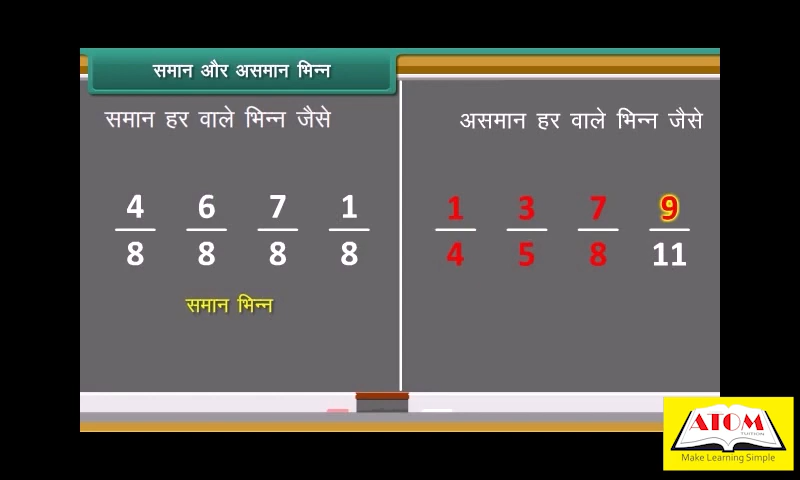 समान और असमान भिन्न
समान हर वाले भिन्न जैसे
4 6 7 1
8 8 8 8
समान भिन्न
असमान हर वाले भिन्न जैसे
1 3 7 9
4 5 8 11
ATOM
TUITION
Make Learning Simple